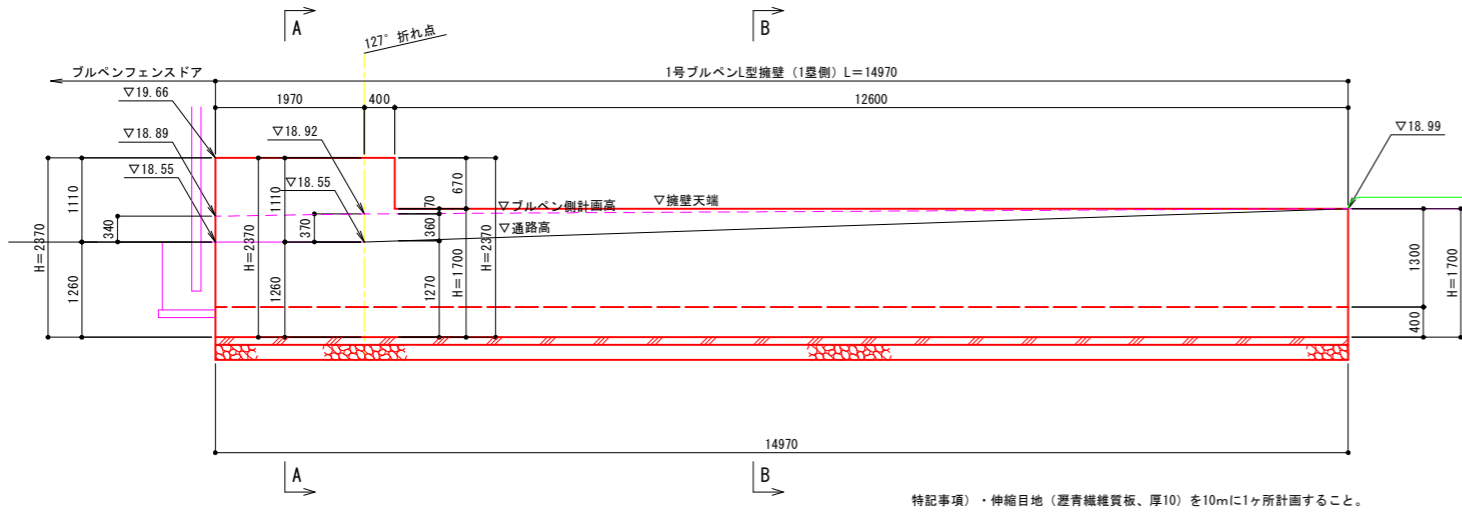 A
B
127° 折れ点
ブルペンフェンスドア
1号ブルペンL型擁壁（1塁側）L＝14970
▽19.66
1970
400
12600
▽18.89
▽18.92
▽18.99
▽18.55
▽18.55
▽ブルペン側計画高
▽擁壁天端
▽通路高
1110
340
H＝2370
1260
1110
370
H＝2370
1260
670
70
360
H＝1700
H＝2370
1270
1300
H＝1700
400
14970
A
B
特記事項）・伸縮目地（瀝青繊維質板、厚10）を10mに1ヶ所計画すること。